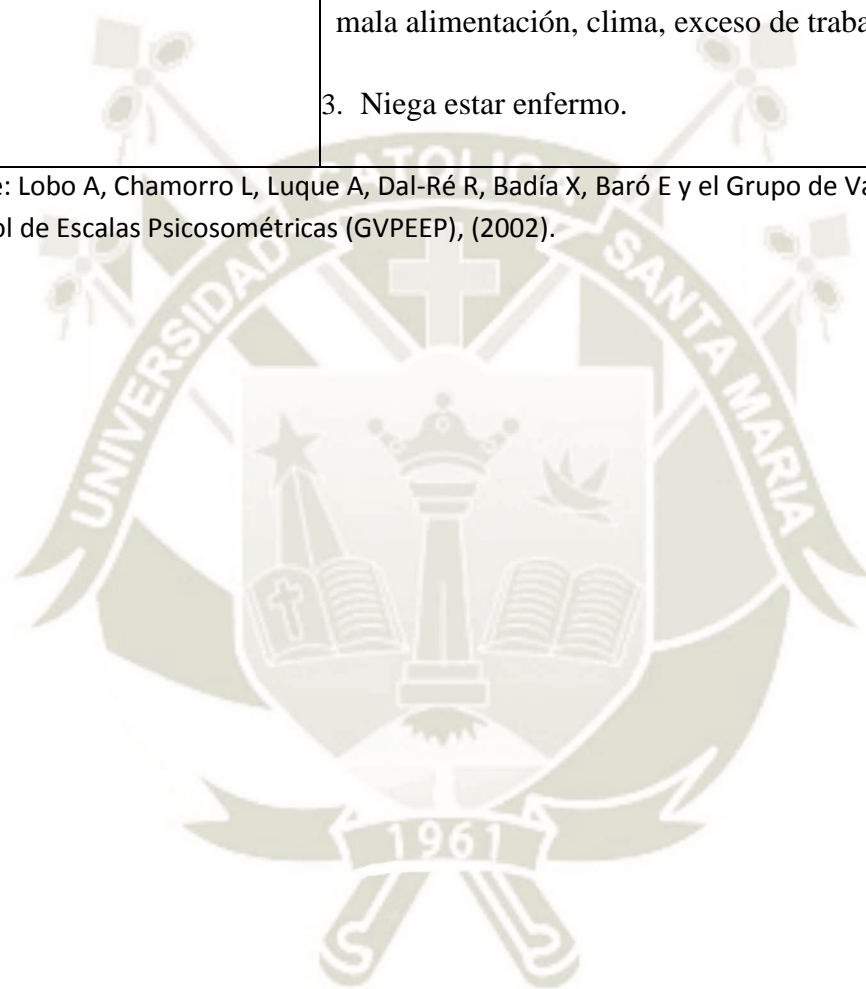 mala alimentación, clima, exceso de traba
3. Niega estar enfermo.
e: Lobo A, Chamorro L, Luque A, Dal-Ré R, Badía X, Baró E y el Grupo de Va
ol de Escalas Psicosométricas (GVPEEP), (2002).
UNIVERSIDAD CATOLICA SANTA MARIA
1961